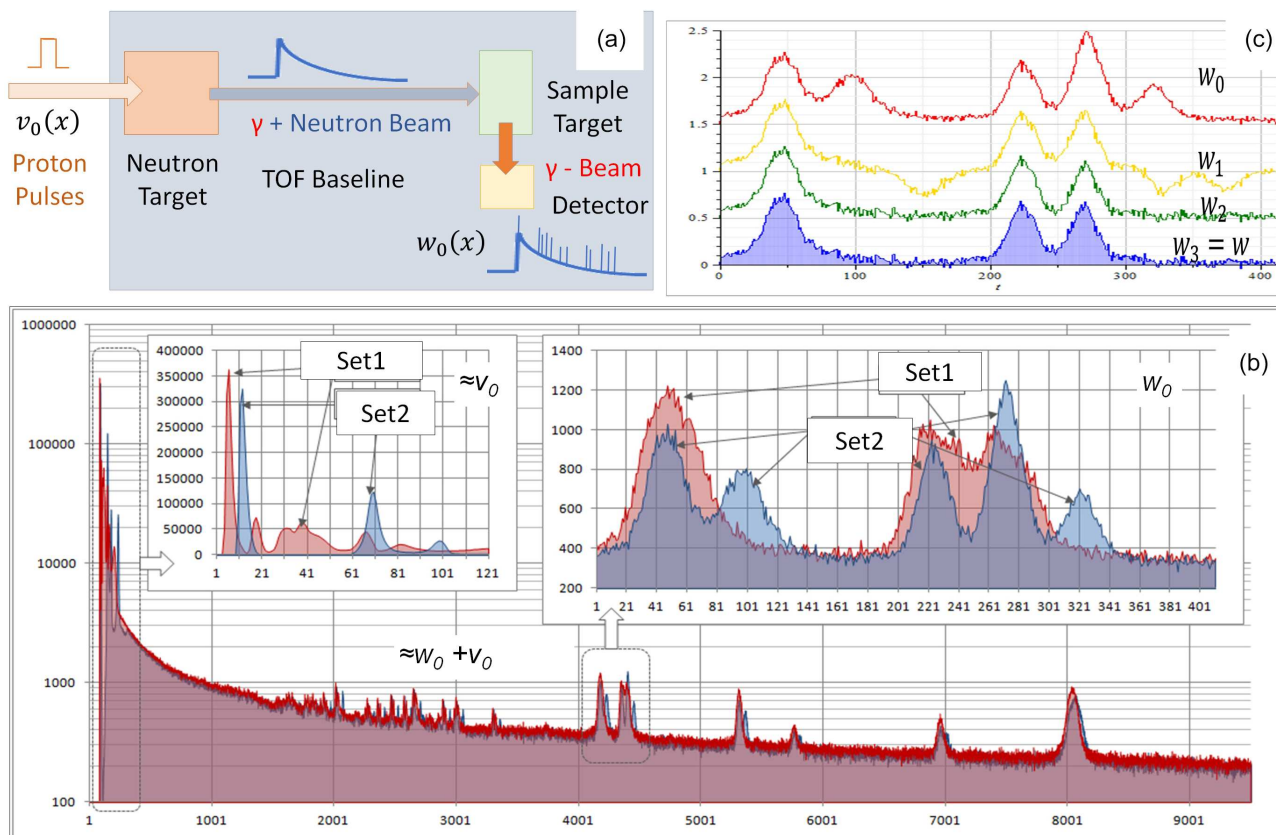 (a)
v₀(x)
Proton
Pulses
Neutron
Target
γ + Neutron Beam
TOF Baseline
Sample
Target
γ - Beam
Detector
w₀(x)
(c)
2.5
2
1.5
1
0.5
0
W₀
W₁
W₂
W₃ = W
0 100 200 300 400
t
(b)
1000000
100000
10000
1000
100
1 1001 2001 3001 4001 5001 6001 7001 8001 9001
≈W₀ +v₀
400000
350000
300000
250000
200000
150000
100000
50000
0
1 21 41 61 81 101 121
Set1
Set2
≈v₀
1400
1200
1000
800
600
400
200
1 21 41 61 81 101 121 141 161 181 201 221 241 261 281 301 321 341 361 381 401
Set1
Set2
W₀